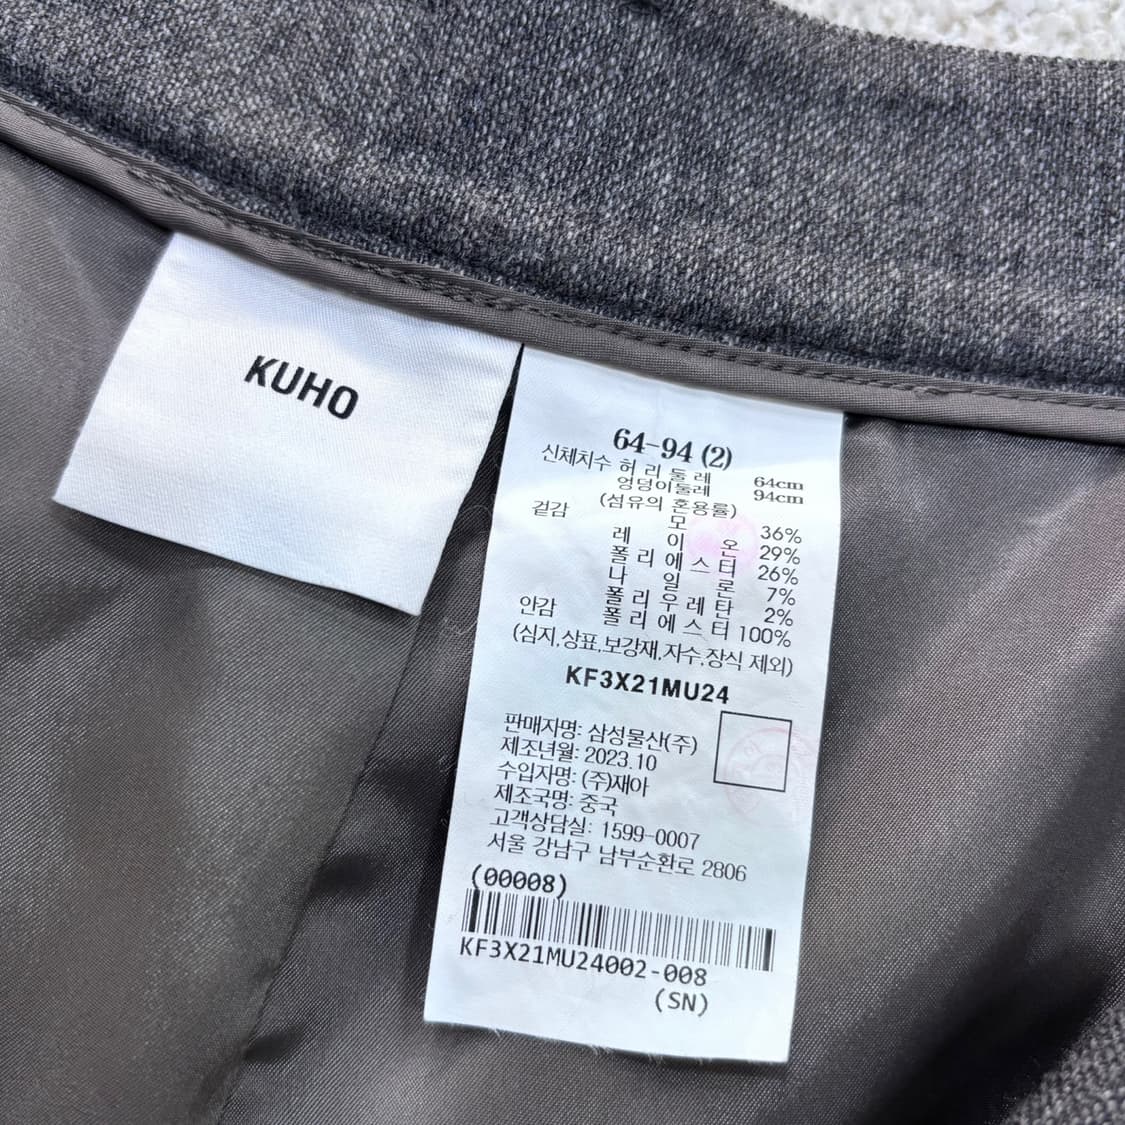 KUHO
64-94 (2)
신체치수 허 리 둘 레 64cm
엉덩이둘레 94cm
(섬유의 혼용률)
겉감 모 36%
레 이 온 29%
폴 리 에 스 터 26%
나 일 론 7%
폴 리 우 레 탄 2%
안감 폴 리 에 스 터 100%
(심지,상표,보강재,자수,장식 제외)
KF3X21MU24
판매자명: 삼성물산(주)
제조년월: 2023.10
수입자명: (주)재아
제조국명: 중국
고객상담실: 1599-0007
서울 강남구 남부순환로 2806
(00008)
KF3X21MU24002-008
(SN)